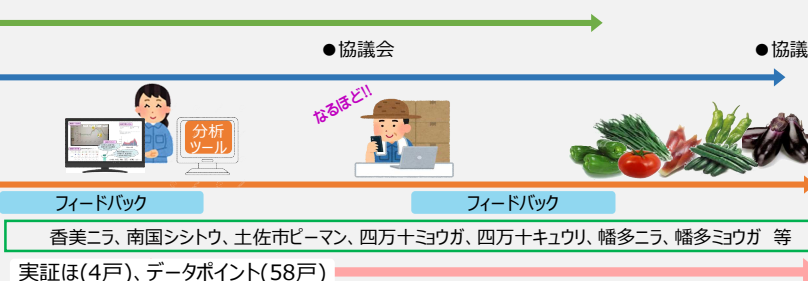 ●協議会
●協議
なるほど!!
分析
ツール
フィードバック
フィードバック
香美ニラ、南国シシトウ、土佐市ピーマン、四万十ミョウガ、四万十キュウリ、幡多ニラ、幡多ミョウガ 等
実証ほ(4戸)、データポイント(58戸)